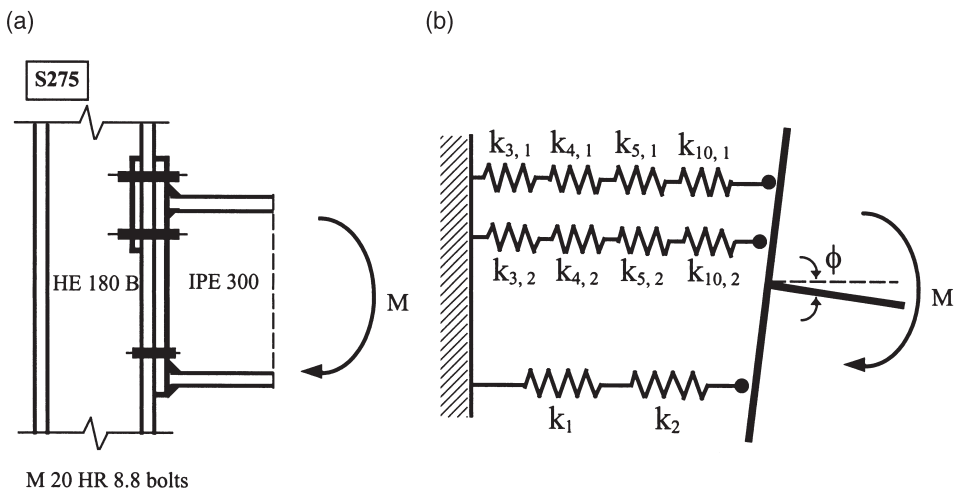 (a)
S275
HE 180 B
IPE 300
M
M 20 HR 8.8 bolts
(b)
k3, 1 k4, 1 k5, 1 k10, 1
k3, 2 k4, 2 k5, 2 k10, 2
ϕ
M
k1 k2